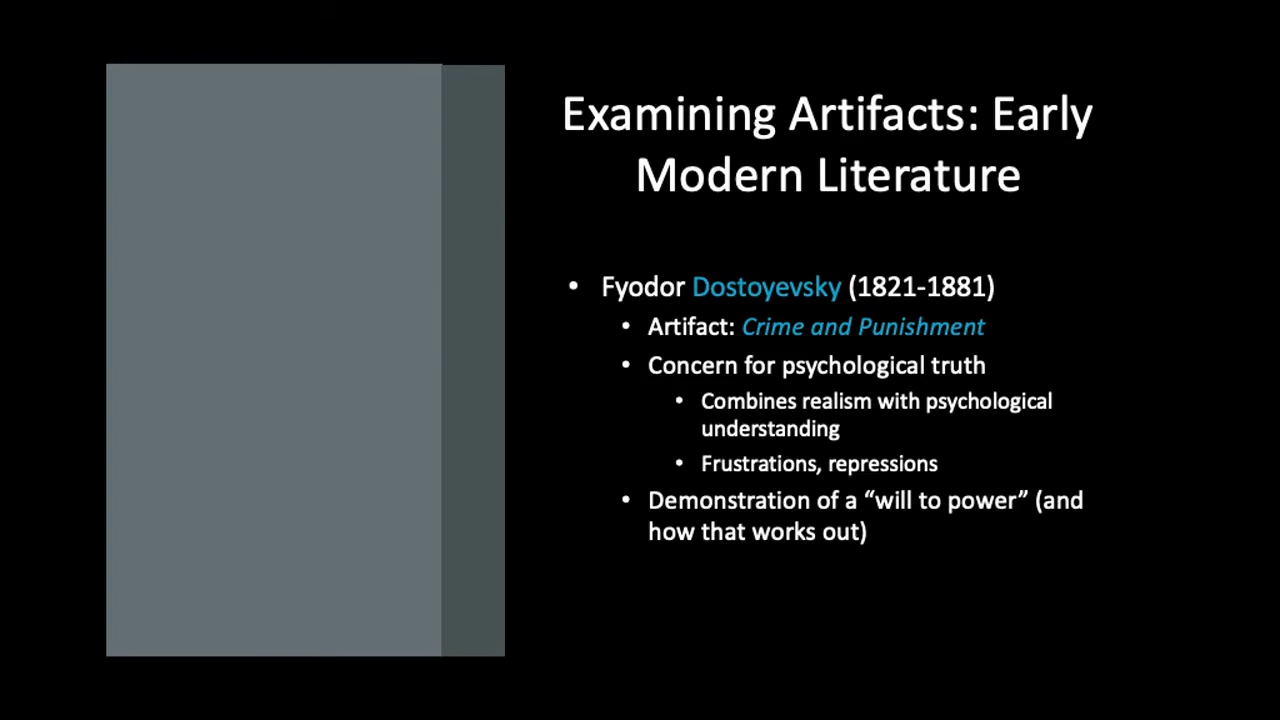 Examining Artifacts: Early
Modern Literature
• Fyodor Dostoyevsky (1821-1881)
• Artifact: Crime and Punishment
• Concern for psychological truth
• Combines realism with psychological
understanding
• Frustrations, repressions
• Demonstration of a “will to power” (and
how that works out)